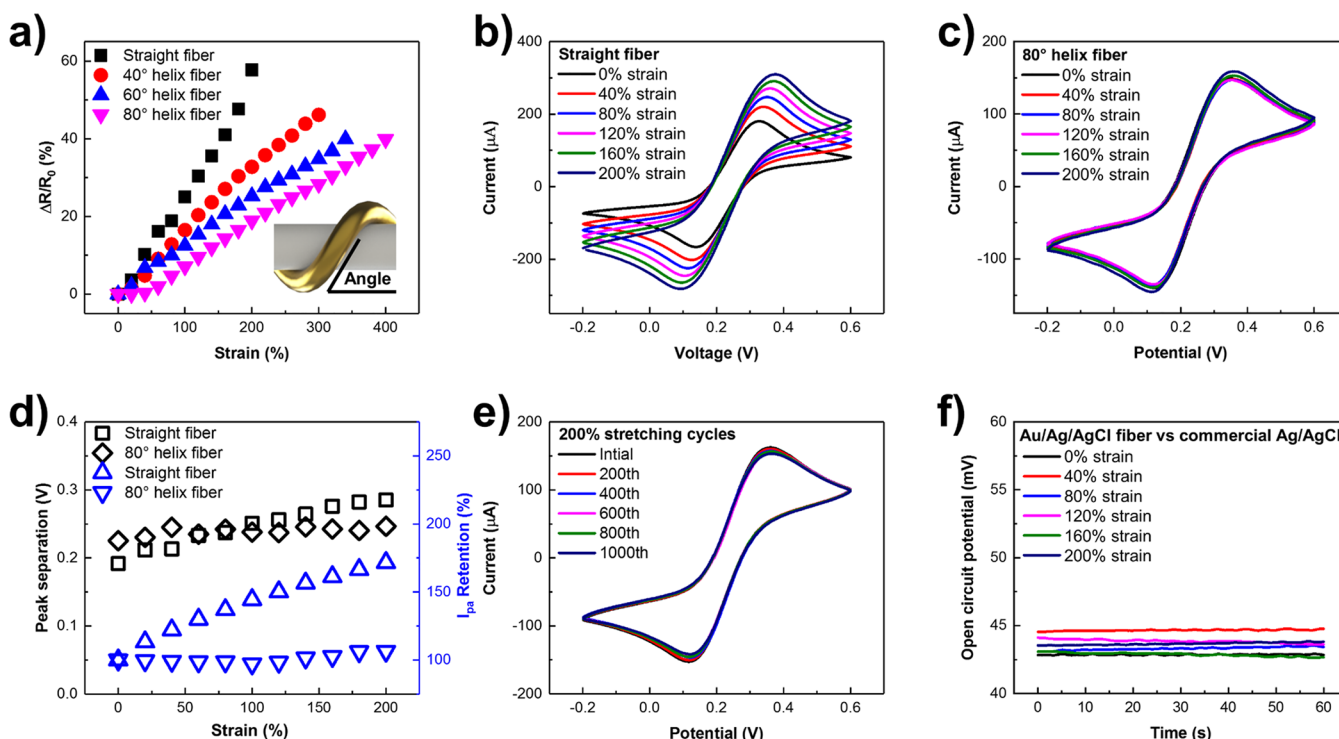 a)
ΔR/R0 (%)
60
40
20
0
Straight fiber
40° helix fiber
60° helix fiber
80° helix fiber
Angle
0
100
200
300
400
Strain (%)
b)
Current (μA)
400
200
0
-200
Straight fiber
0% strain
40% strain
80% strain
120% strain
160% strain
200% strain
-0.2
0.0
0.2
0.4
0.6
Voltage (V)
c)
Current (μA)
200
100
0
-100
80° helix fiber
0% strain
40% strain
80% strain
120% strain
160% strain
200% strain
-0.2
0.0
0.2
0.4
0.6
Potential (V)
d)
Peak separation (V)
0.4
0.3
0.2
0.1
0.0
Straight fiber
80° helix fiber
Straight fiber
80° helix fiber
250
200
150
100
Ipa Retention (%)
0
50
100
150
200
Strain (%)
e)
Current (μA)
200
100
0
-100
-200
200% stretching cycles
Intial
200th
400th
600th
800th
1000th
-0.2
0.0
0.2
0.4
0.6
Potential (V)
f)
Open circuit potential (mV)
60
55
50
45
40
Au/Ag/AgCl fiber vs commercial Ag/AgCl
0% strain
40% strain
80% strain
120% strain
160% strain
200% strain
0
10
20
30
40
50
60
Time (s)